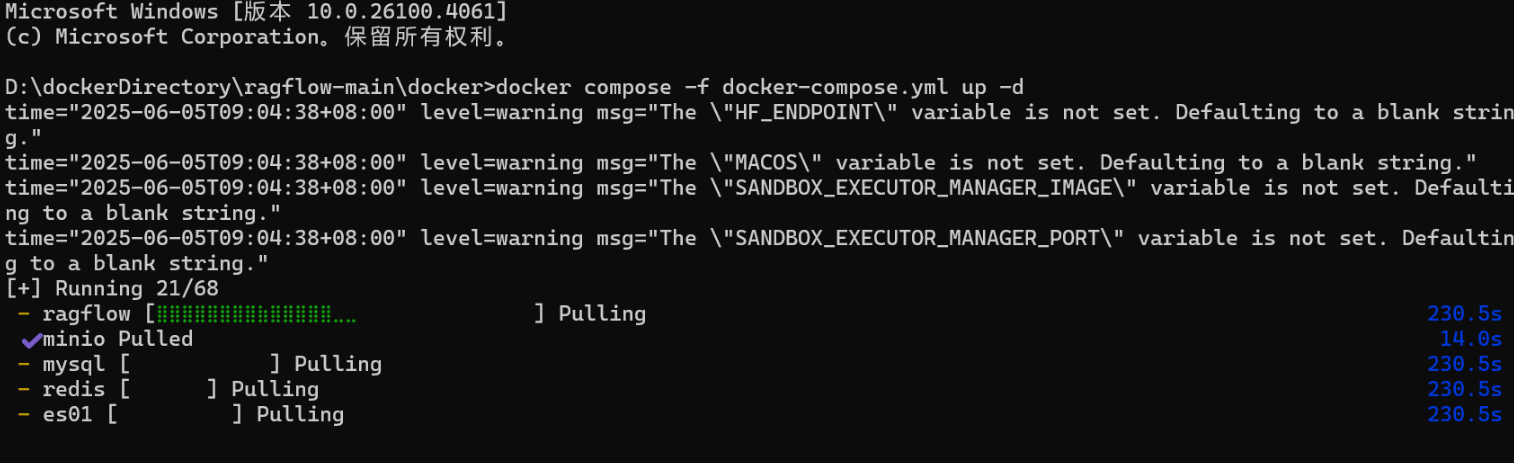 Microsoft Windows [版本 10.0.26100.4061]
(c) Microsoft Corporation。保留所有权利。
D:\dockerDirectory\ragflow-main\docker>docker compose -f docker-compose.yml up -d
time="2025-06-05T09:04:38+08:00" level=warning msg="The \"HF_ENDPOINT\" variable is not set. Defaulting to a blank strin
g."
time="2025-06-05T09:04:38+08:00" level=warning msg="The \"MACOS\" variable is not set. Defaulting to a blank string."
time="2025-06-05T09:04:38+08:00" level=warning msg="The \"SANDBOX_EXECUTOR_MANAGER_IMAGE\" variable is not set. Defaulti
ng to a blank string."
time="2025-06-05T09:04:38+08:00" level=warning msg="The \"SANDBOX_EXECUTOR_MANAGER_PORT\" variable is not set. Defaultin
g to a blank string."
[+] Running 21/68
- ragflow [⣿⣿⣿⣿⣿⣿⣿⣿⣷⣿⣿⣿⣿⣿⣀⣀              ] Pulling 230.5s
✔minio Pulled 14.0s
- mysql [           ] Pulling 230.5s
- redis [      ] Pulling 230.5s
- es01 [         ] Pulling 230.5s